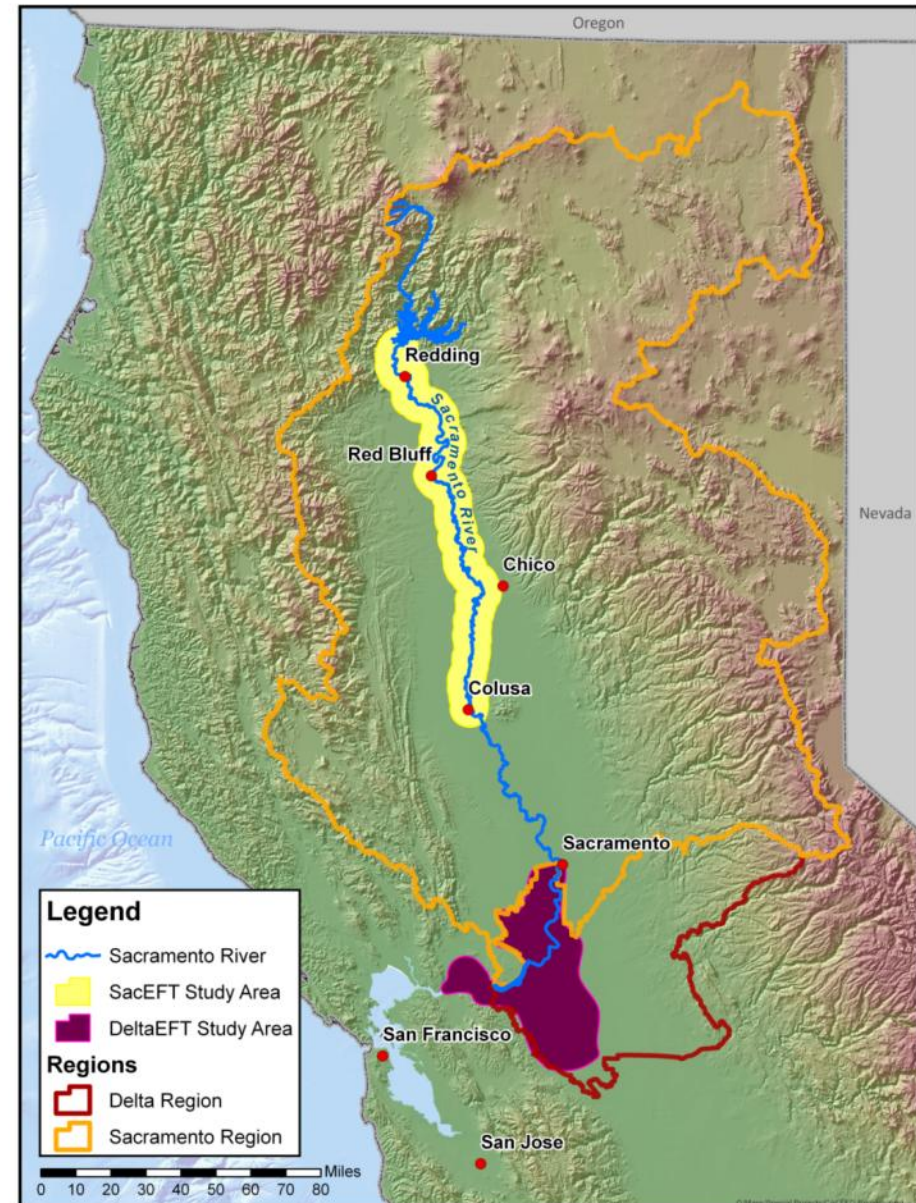 Oregon
Redding
Sacramento River
Red Bluff
Nevada
Chico
Colusa
Pacific Ocean
Sacramento
Legend
Sacramento River
SacEFT Study Area
DeltaEFT Study Area
Regions
Delta Region
Sacramento Region
San Francisco
San Jose
Miles
0 10 20 30 40 50 60 70 80